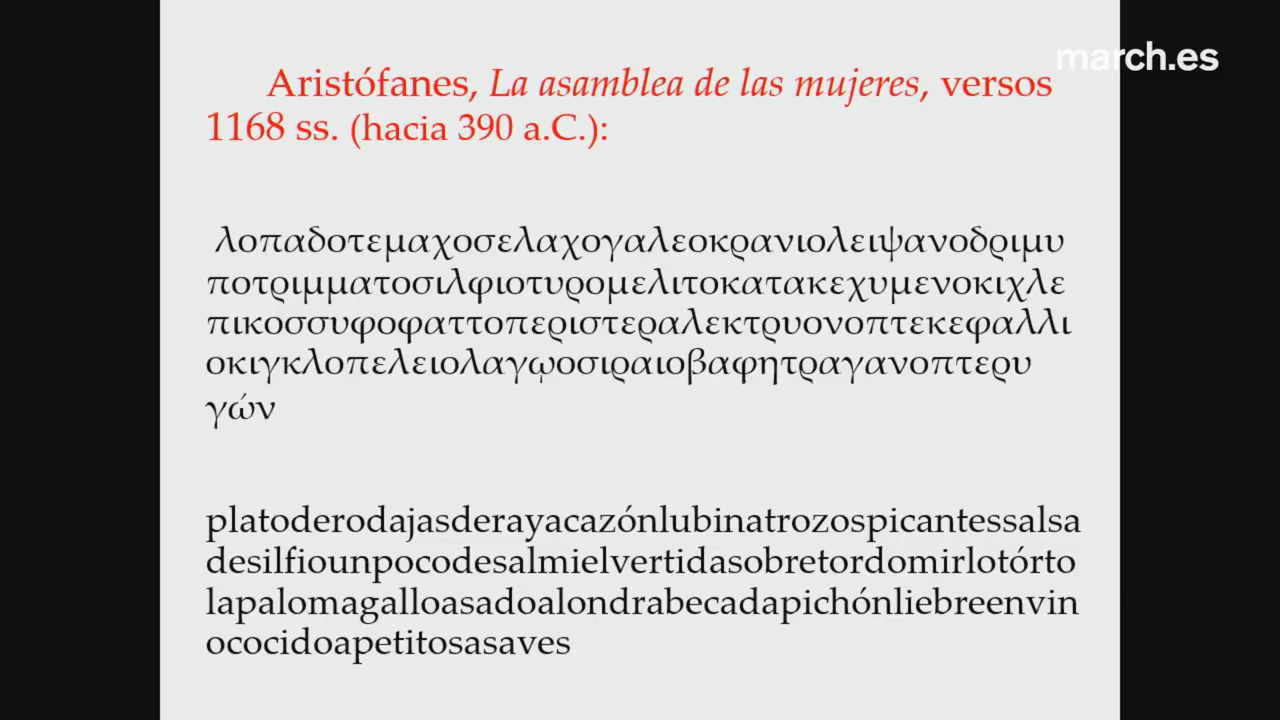 march.es
Aristófanes, La asamblea de las mujeres, versos
1168 ss. (hacia 390 a.C.):
λοπαδοτεμαχοσελαχογαλεοκρανιολειψανοδριμυ
ποτριμματοσιλφιοτυρομελιτοκατακεχυμενοκιχλε
πικοσσυφοφαττοπεριστεραλεκτρυονοπτεκεφαλλι
οκιγκλοπελειολαγῳοσιραιοβαφητραγανοπτερυ
γών
platoderodajasderayacazónlubinatrozospicantessalsa
desilfiounpocodesalmielvertidasobretordomirlotórto
lapalomagalloasadoalondrabecadapichónliebreenvin
ococidoapetitosasaves